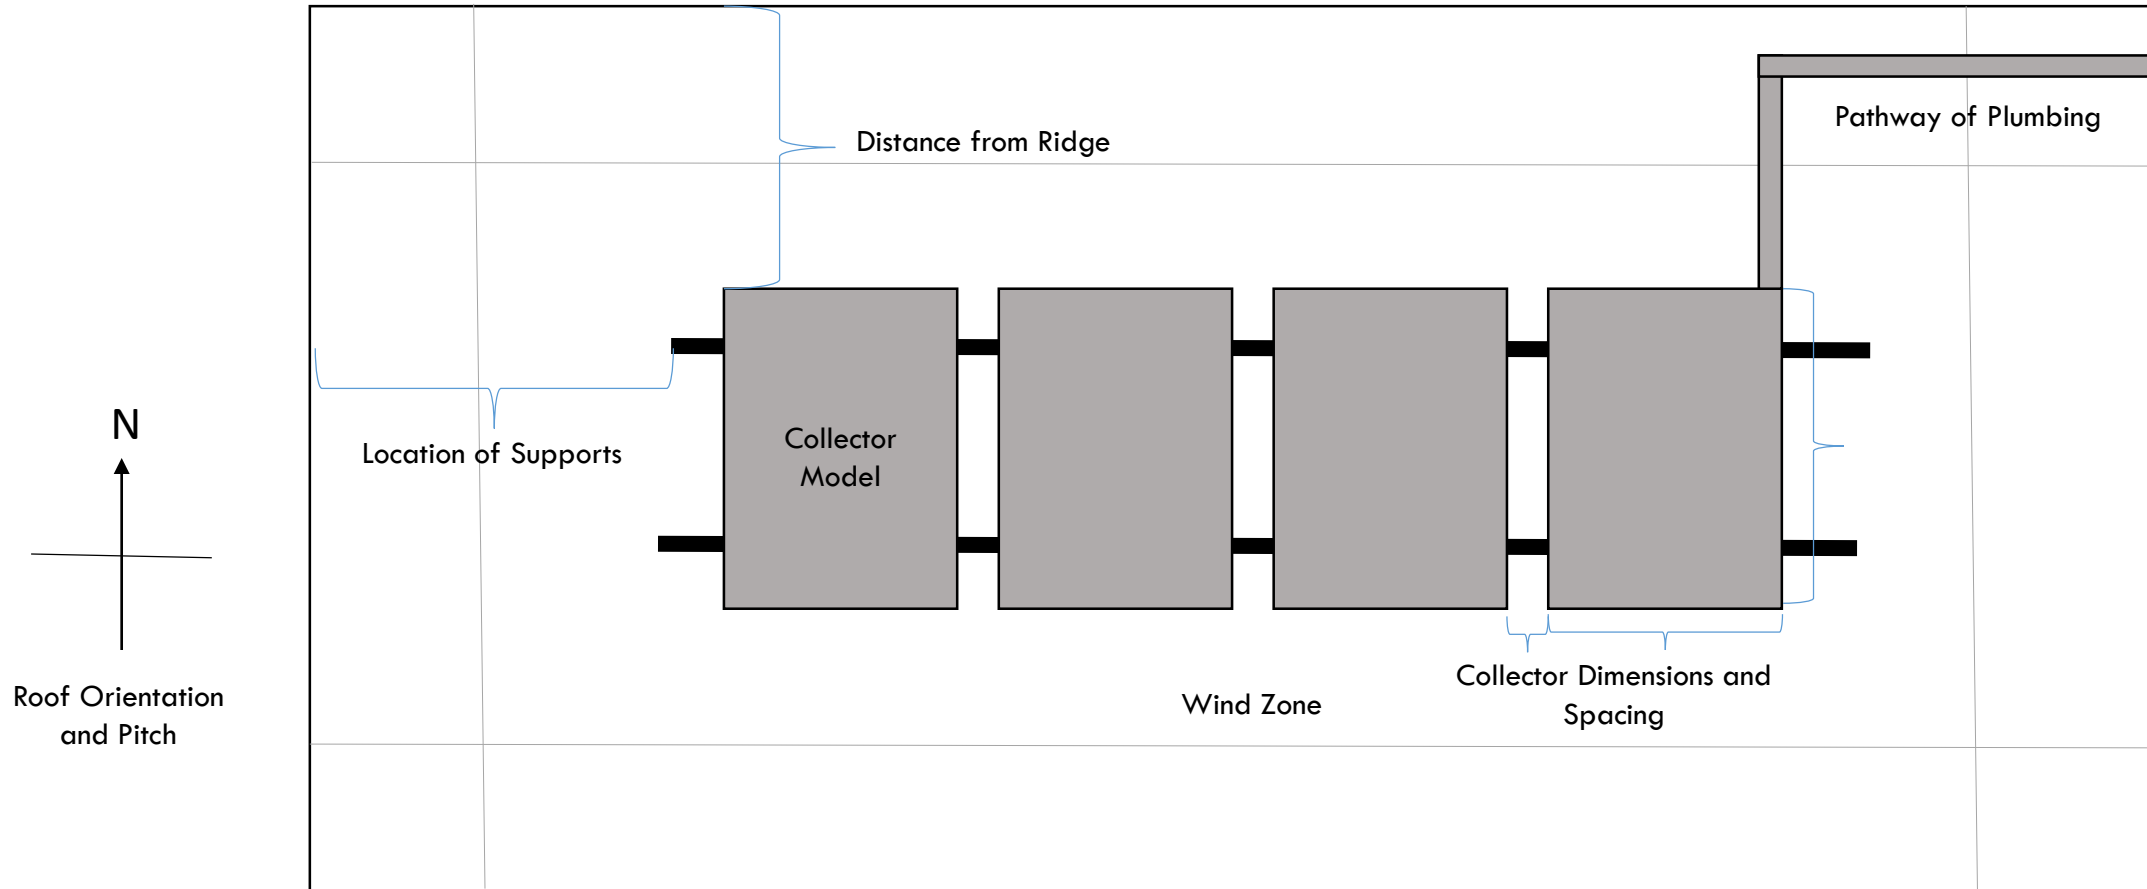 Pathway of Plumbing
Distance from Ridge
N
Location of Supports
Collector
Model
Roof Orientation
and Pitch
Wind Zone
Collector Dimensions and
Spacing